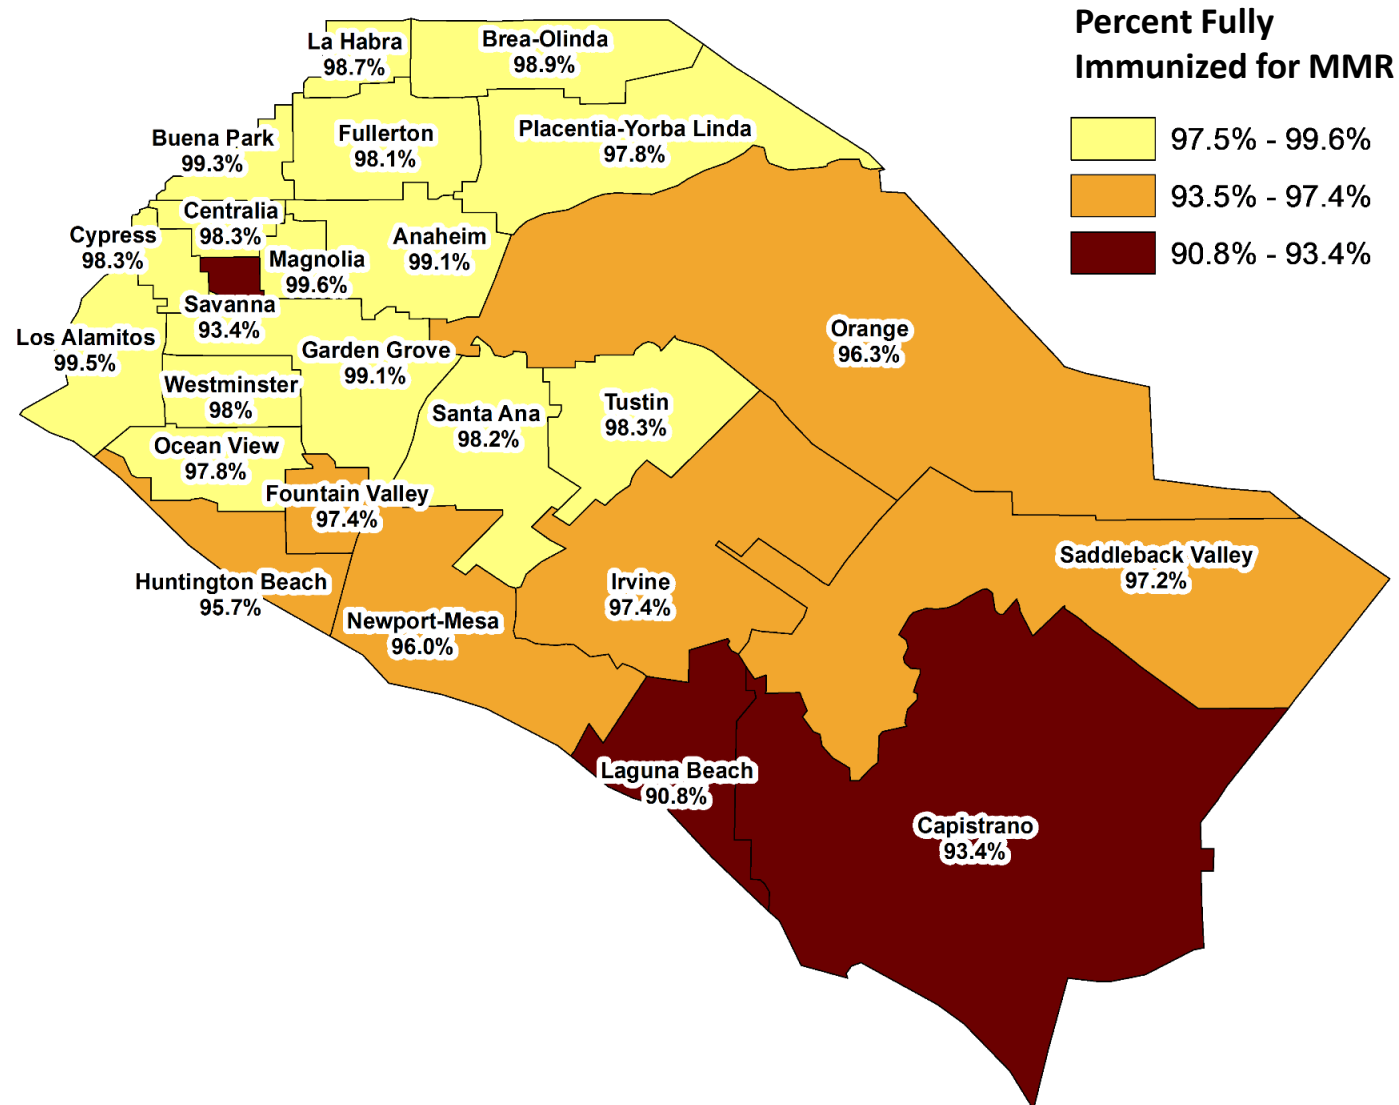 Percent Fully
Immunized for MMR
97.5% - 99.6%
93.5% - 97.4%
90.8% - 93.4%
La Habra
98.7%
Brea-Olinda
98.9%
Buena Park
99.3%
Fullerton
98.1%
Placentia-Yorba Linda
97.8%
Centralia
98.3%
Cypress
98.3%
Magnolia
99.6%
Anaheim
99.1%
Savanna
93.4%
Los Alamitos
99.5%
Garden Grove
99.1%
Orange
96.3%
Westminster
98%
Santa Ana
98.2%
Tustin
98.3%
Ocean View
97.8%
Fountain Valley
97.4%
Saddleback Valley
97.2%
Huntington Beach
95.7%
Irvine
97.4%
Newport-Mesa
96.0%
Laguna Beach
90.8%
Capistrano
93.4%